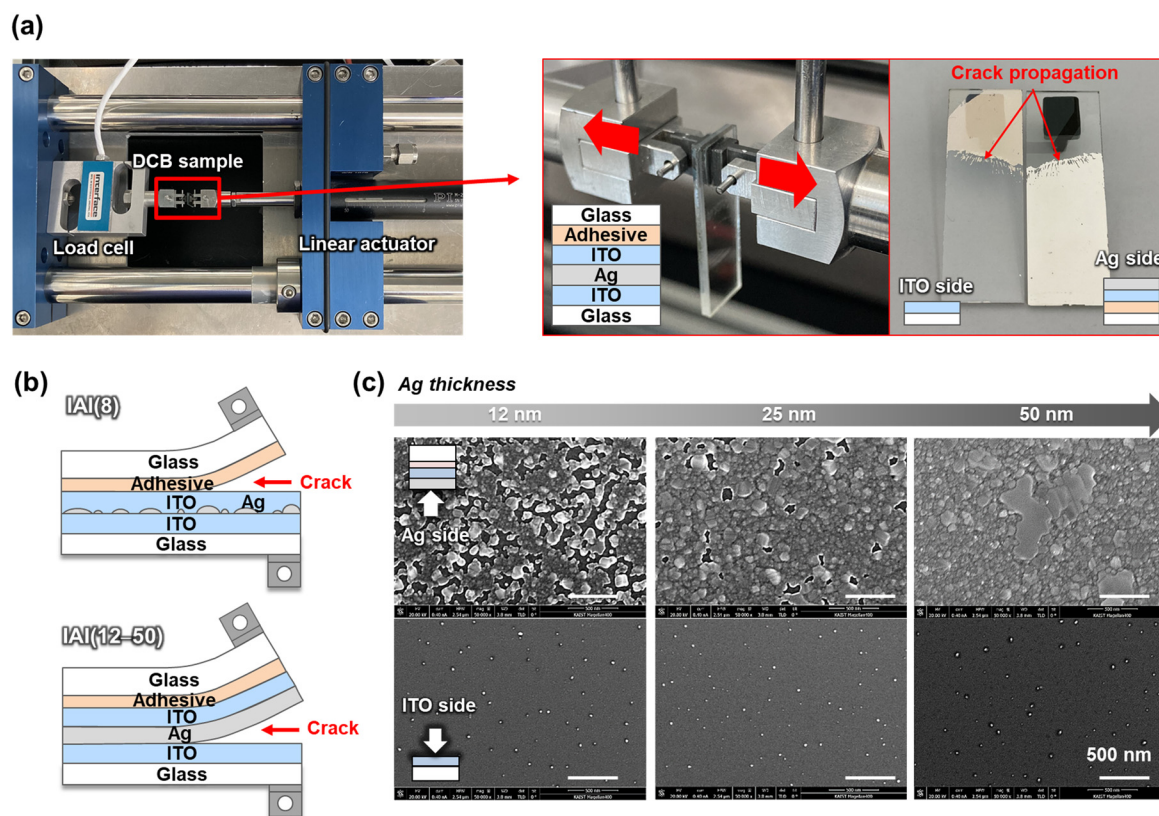 (a)
DCB sample
interface
Load cell
Linear actuator
Glass
Adhesive
ITO
Ag
ITO
Glass
Crack propagation
ITO side
Ag side
(b)
IAI(8)
Glass
Adhesive
Crack
ITO
Ag
ITO
Glass
IAI(12–50)
Glass
Adhesive
ITO
Ag
Crack
ITO
Glass
(c)
Ag thickness
12 nm
25 nm
50 nm
Ag side
ITO side
500 nm